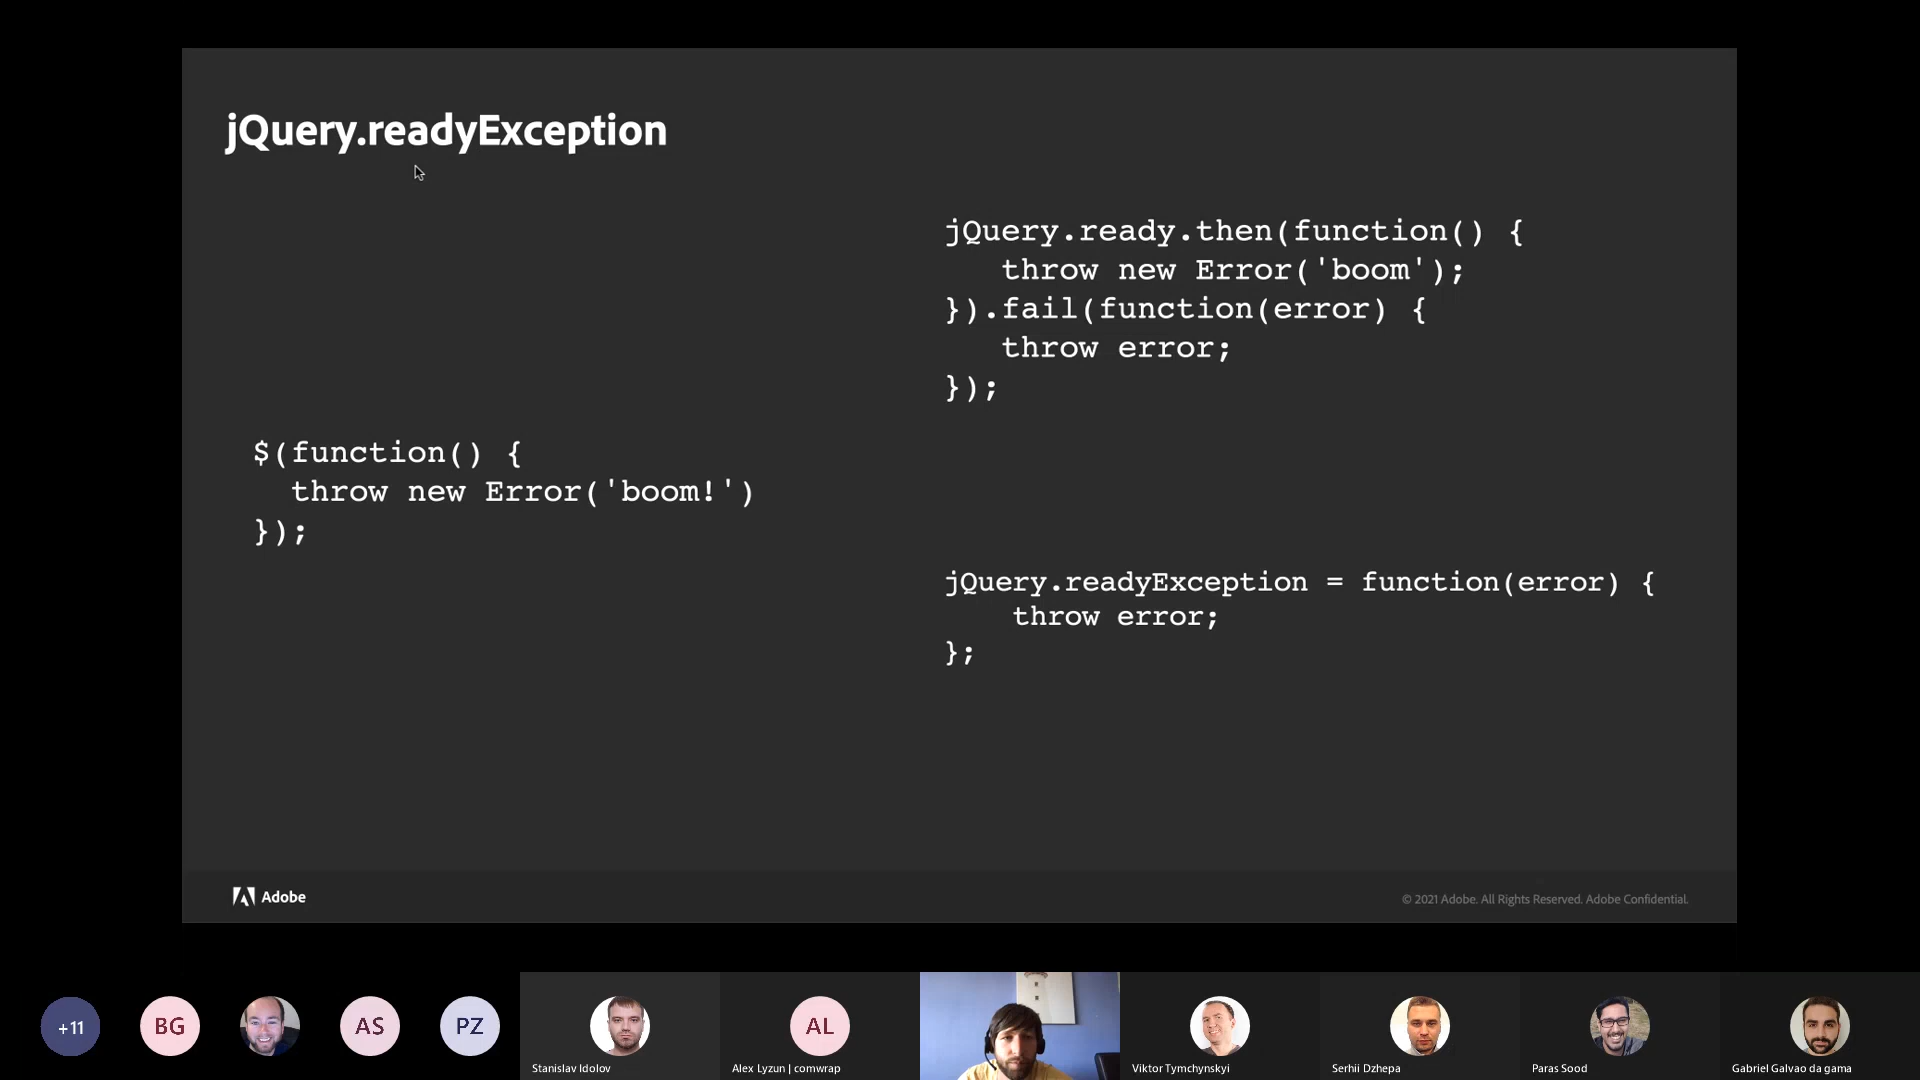 jQuery.readyException
jQuery.ready.then(function() {
throw new Error('boom');
}).fail(function(error) {
throw error;
});
$(function() {
throw new Error('boom!')
});
jQuery.readyException = function(error) {
throw error;
};
Adobe
© 2021 Adobe. All Rights Reserved. Adobe Confidential.
+11
BG
AS
PZ
AL
Stanislav Idolov
Alex Lyzun | comwrap
Viktor Tymchynskyi
Serhii Dzhepa
Paras Sood
Gabriel Galvao da gama